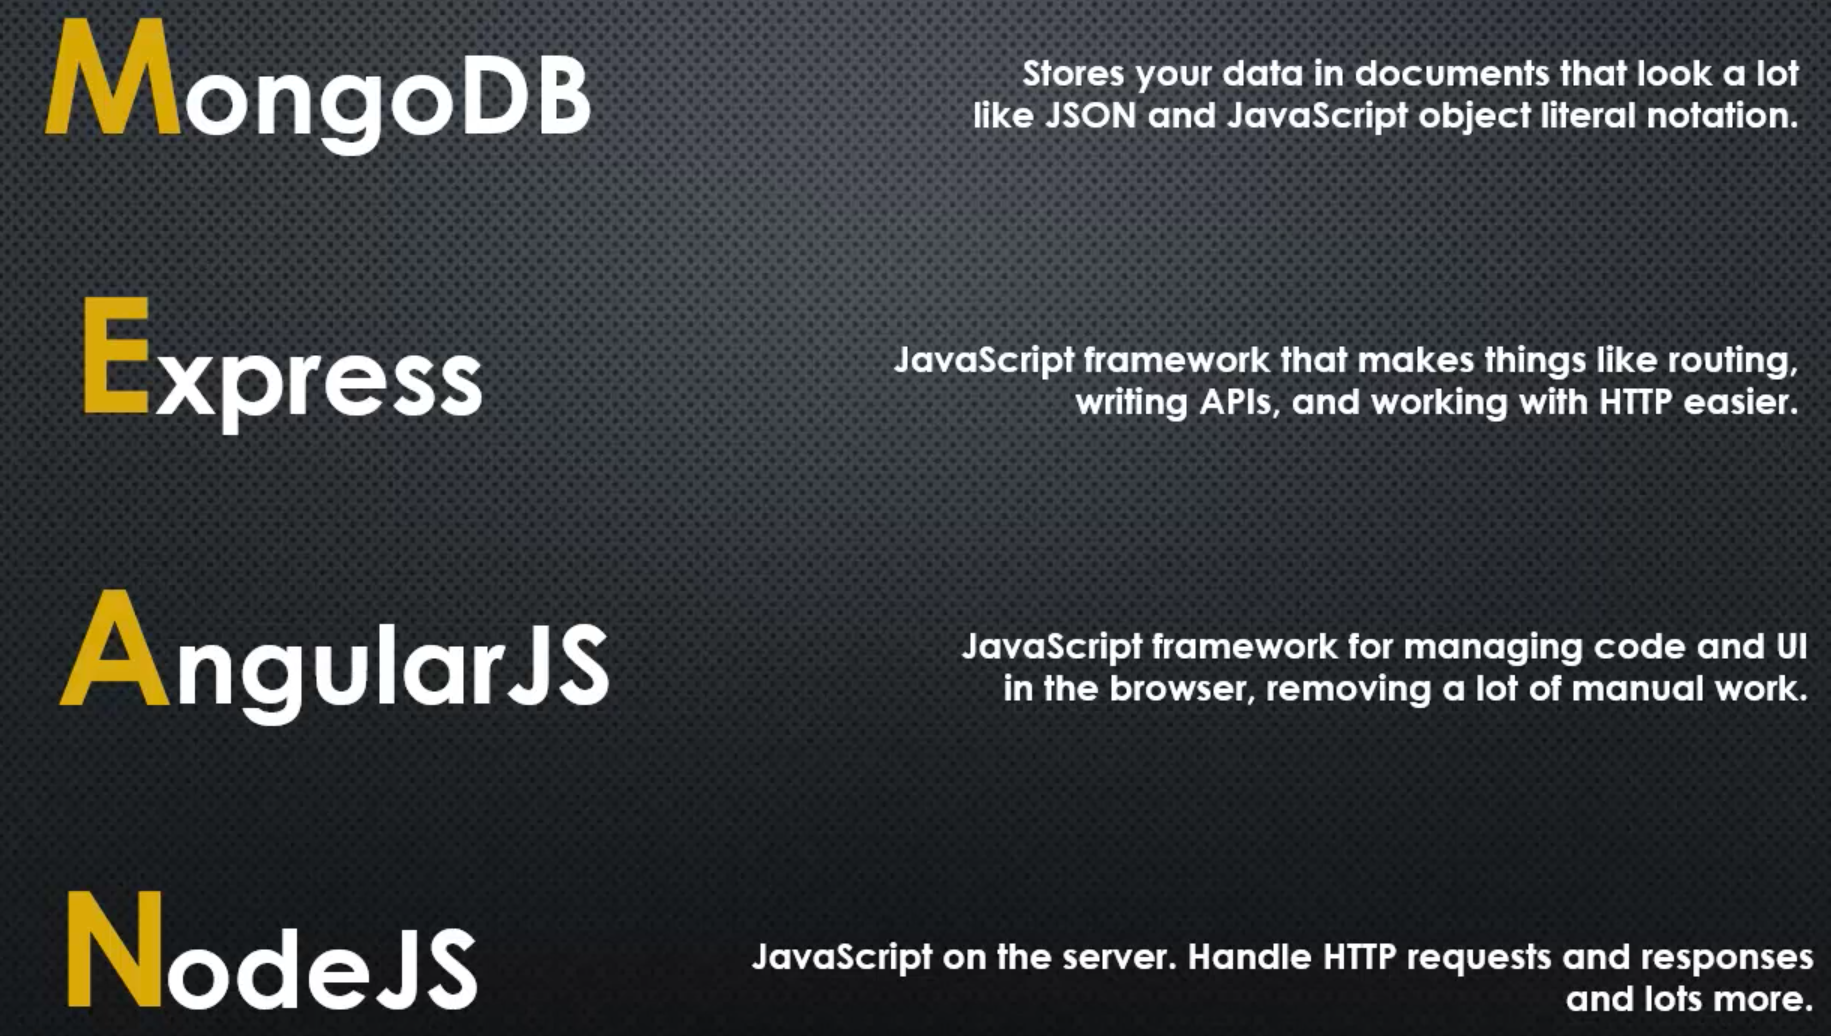 MongoDB
Stores your data in documents that look a lot
like JSON and JavaScript object literal notation.
Express
JavaScript framework that makes things like routing,
writing APIs, and working with HTTP easier.
AngularJS
JavaScript framework for managing code and UI
in the browser, removing a lot of manual work.
NodeJS
JavaScript on the server. Handle HTTP requests and responses
and lots more.